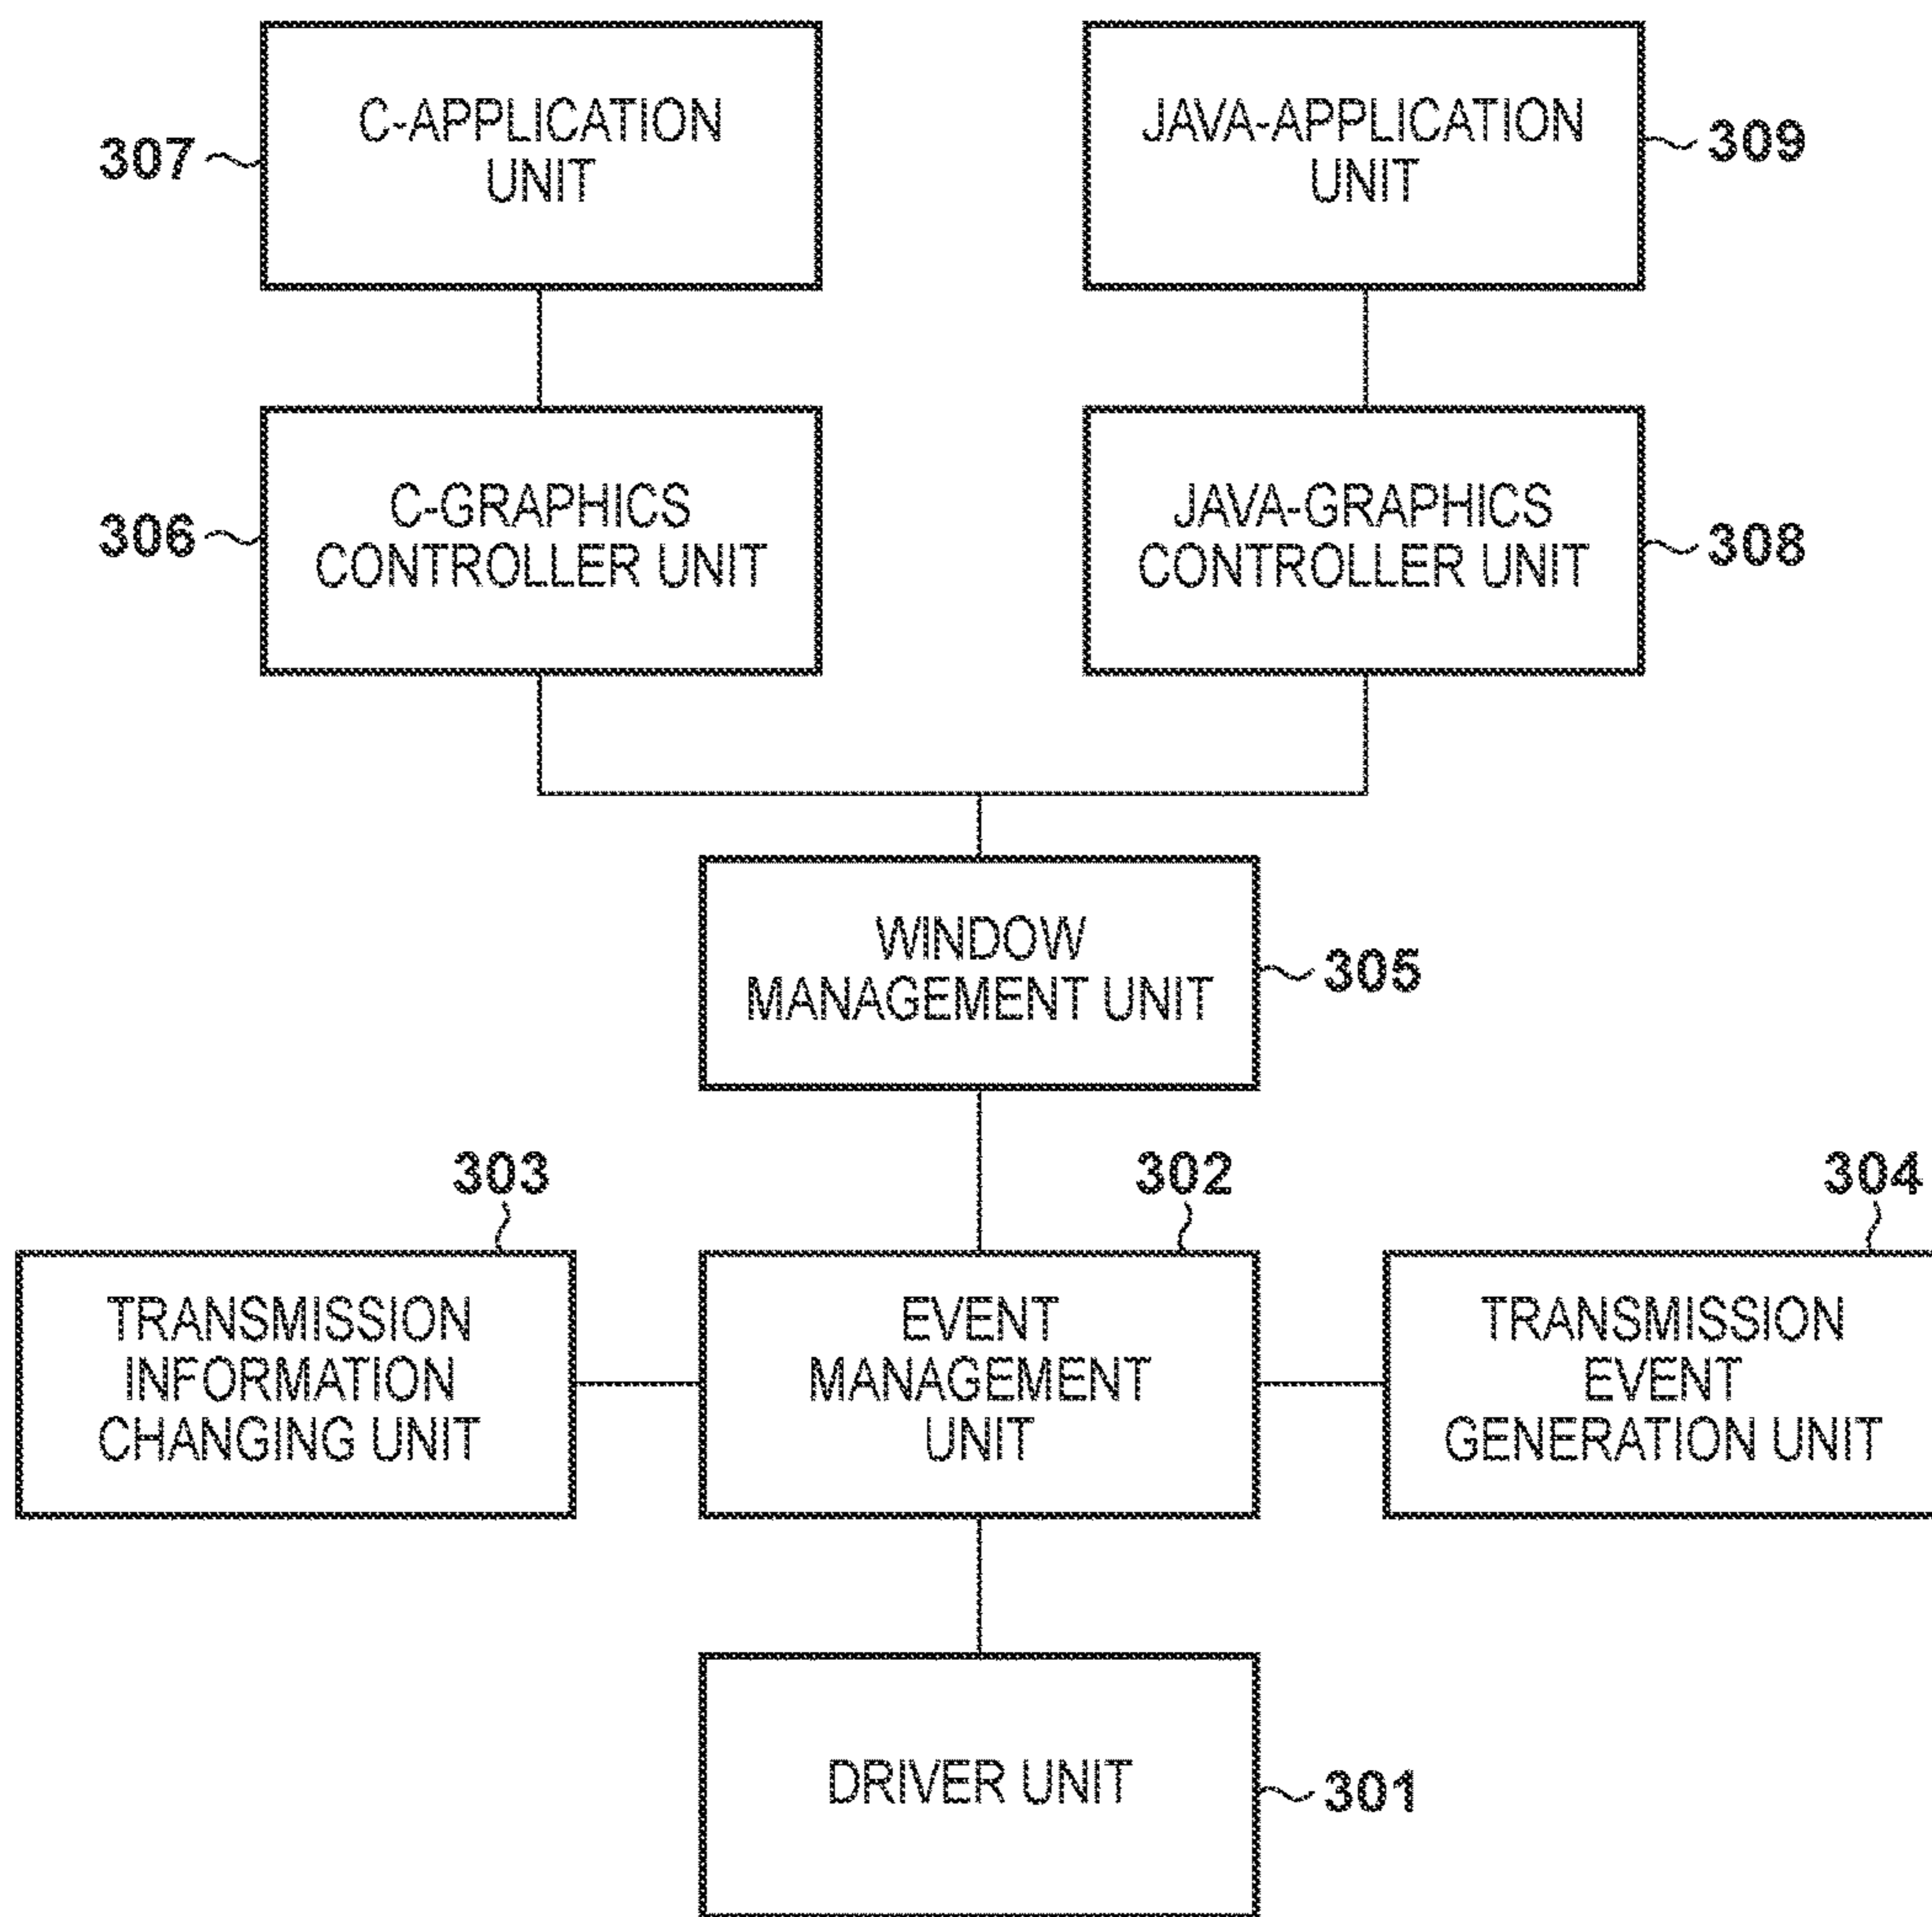 C-APPLICATION
UNIT
307
JAVA-APPLICATION
UNIT
309
C-GRAPHICS
CONTROLLER UNIT
306
JAVA-GRAPHICS
CONTROLLER UNIT
308
WINDOW
MANAGEMENT UNIT
305
303
302
304
TRANSMISSION
INFORMATION
CHANGING UNIT
EVENT
MANAGEMENT
UNIT
TRANSMISSION
EVENT
GENERATION UNIT
DRIVER UNIT
301